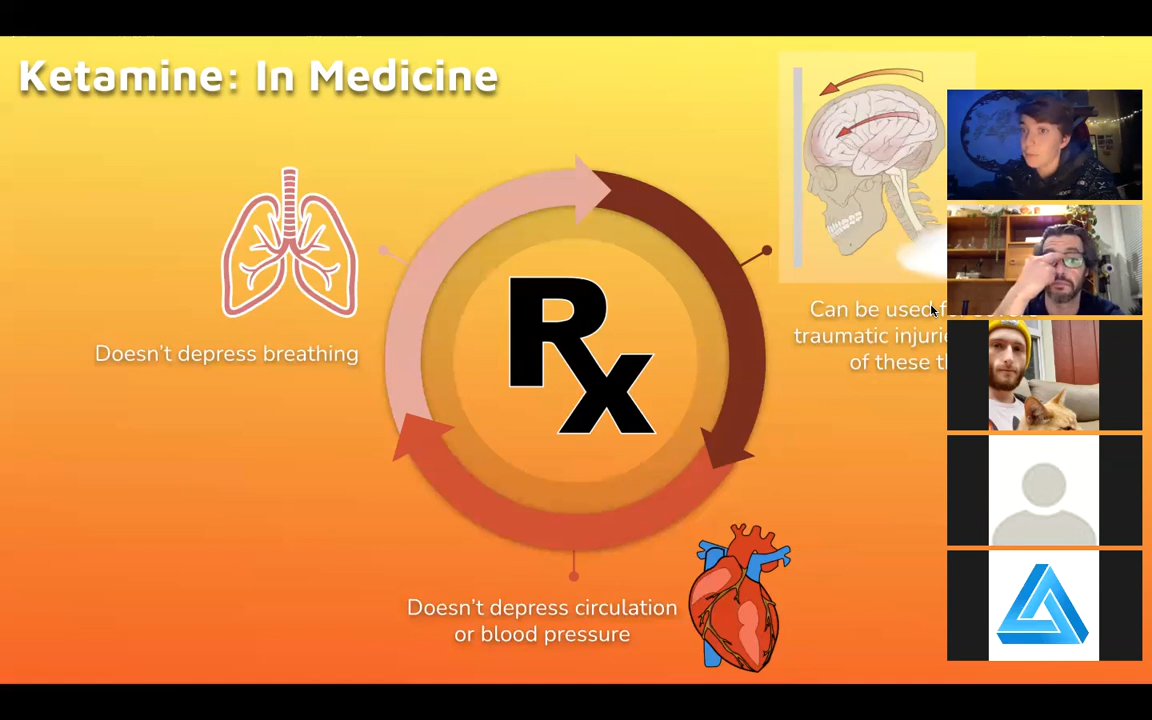 Ketamine: In Medicine
Doesn't depress breathing
Rx
Can be used
traumatic
of these
Doesn't depress circulation
or blood pressure